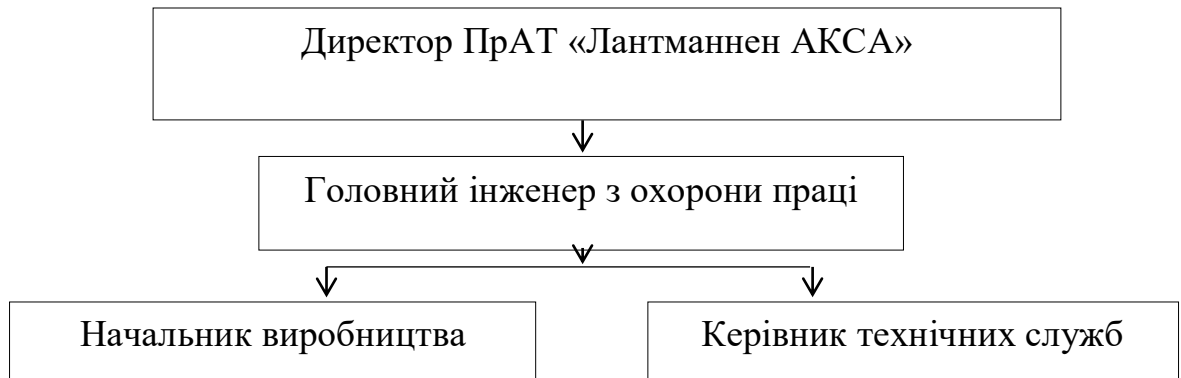 Директор ПрАТ «Лантманнен АКСА»
Головний інженер з охорони праці
Начальник виробництва
Керівник технічних служб